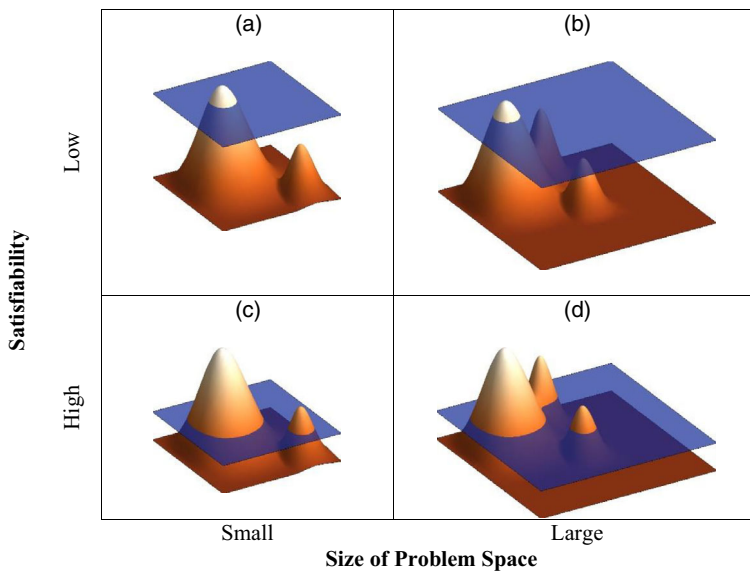 (a)
(b)
Low
(c)
(d)
High
Satisfiability
Small
Large
Size of Problem Space